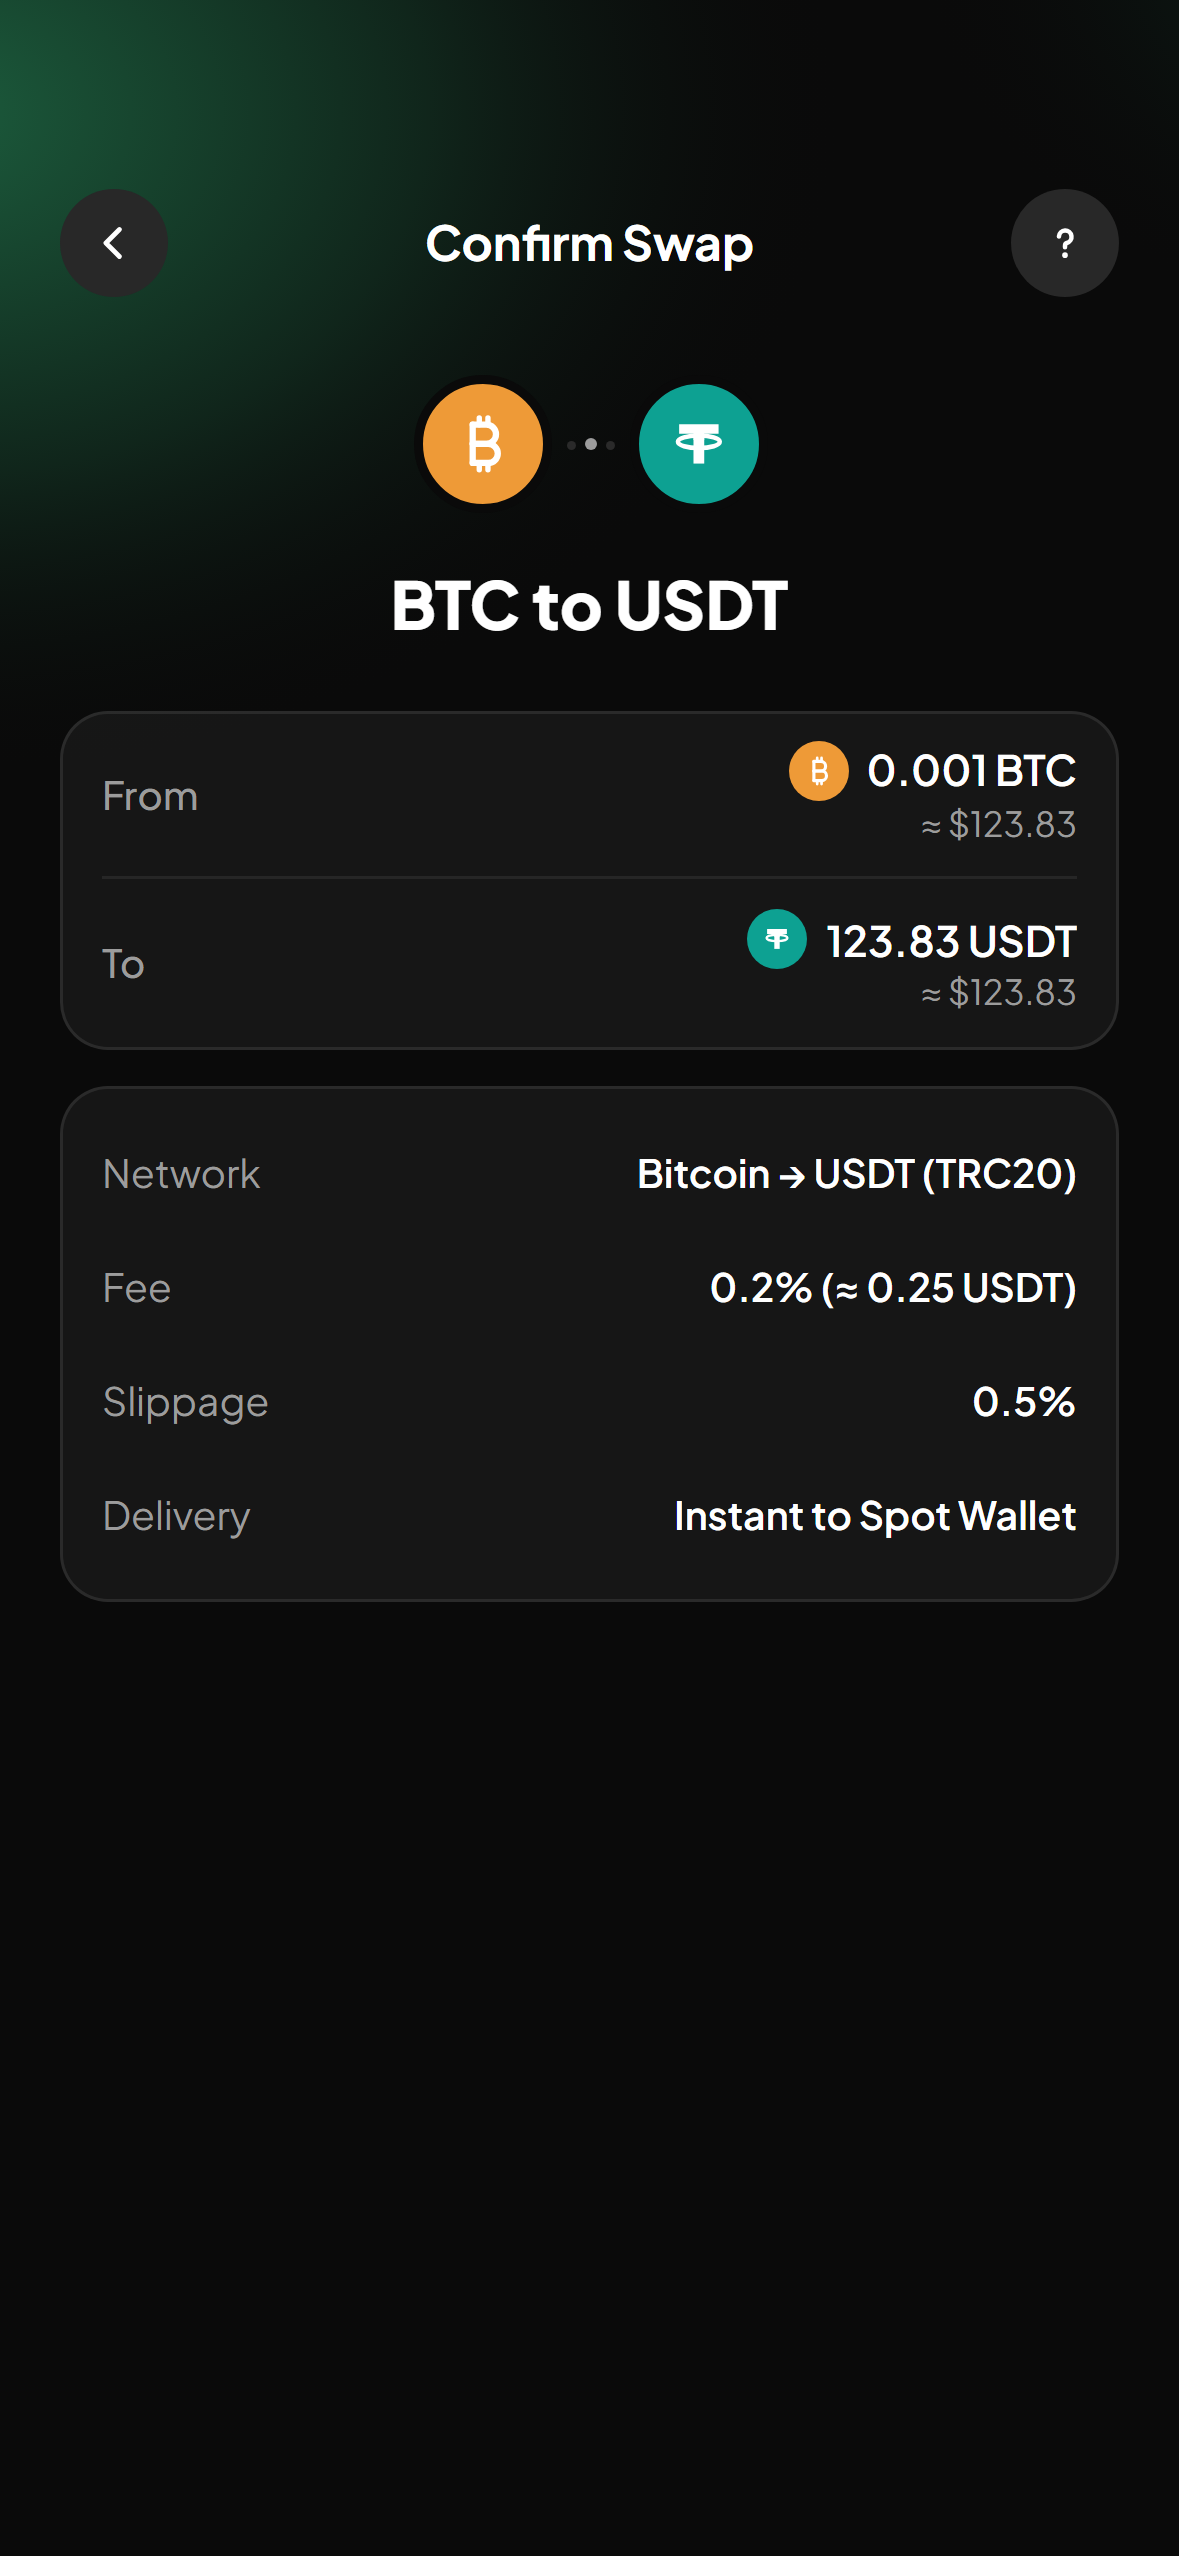 Confirm Swap
?
BTC to USDT
From
0.001 BTC
≈ $123.83
To
123.83 USDT
≈ $123.83
Network
Bitcoin → USDT (TRC20)
Fee
0.2% (≈ 0.25 USDT)
Slippage
0.5%
Delivery
Instant to Spot Wallet